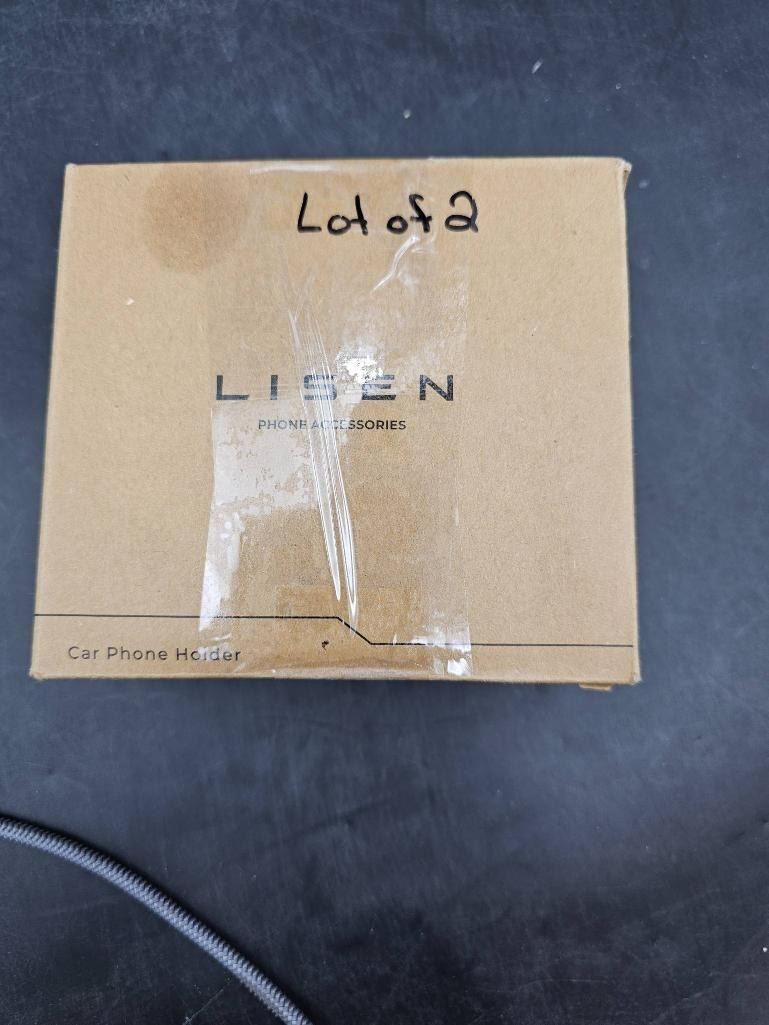 Lot of 2
LISEN
PHONE ACCESSORIES
Car Phone Holder